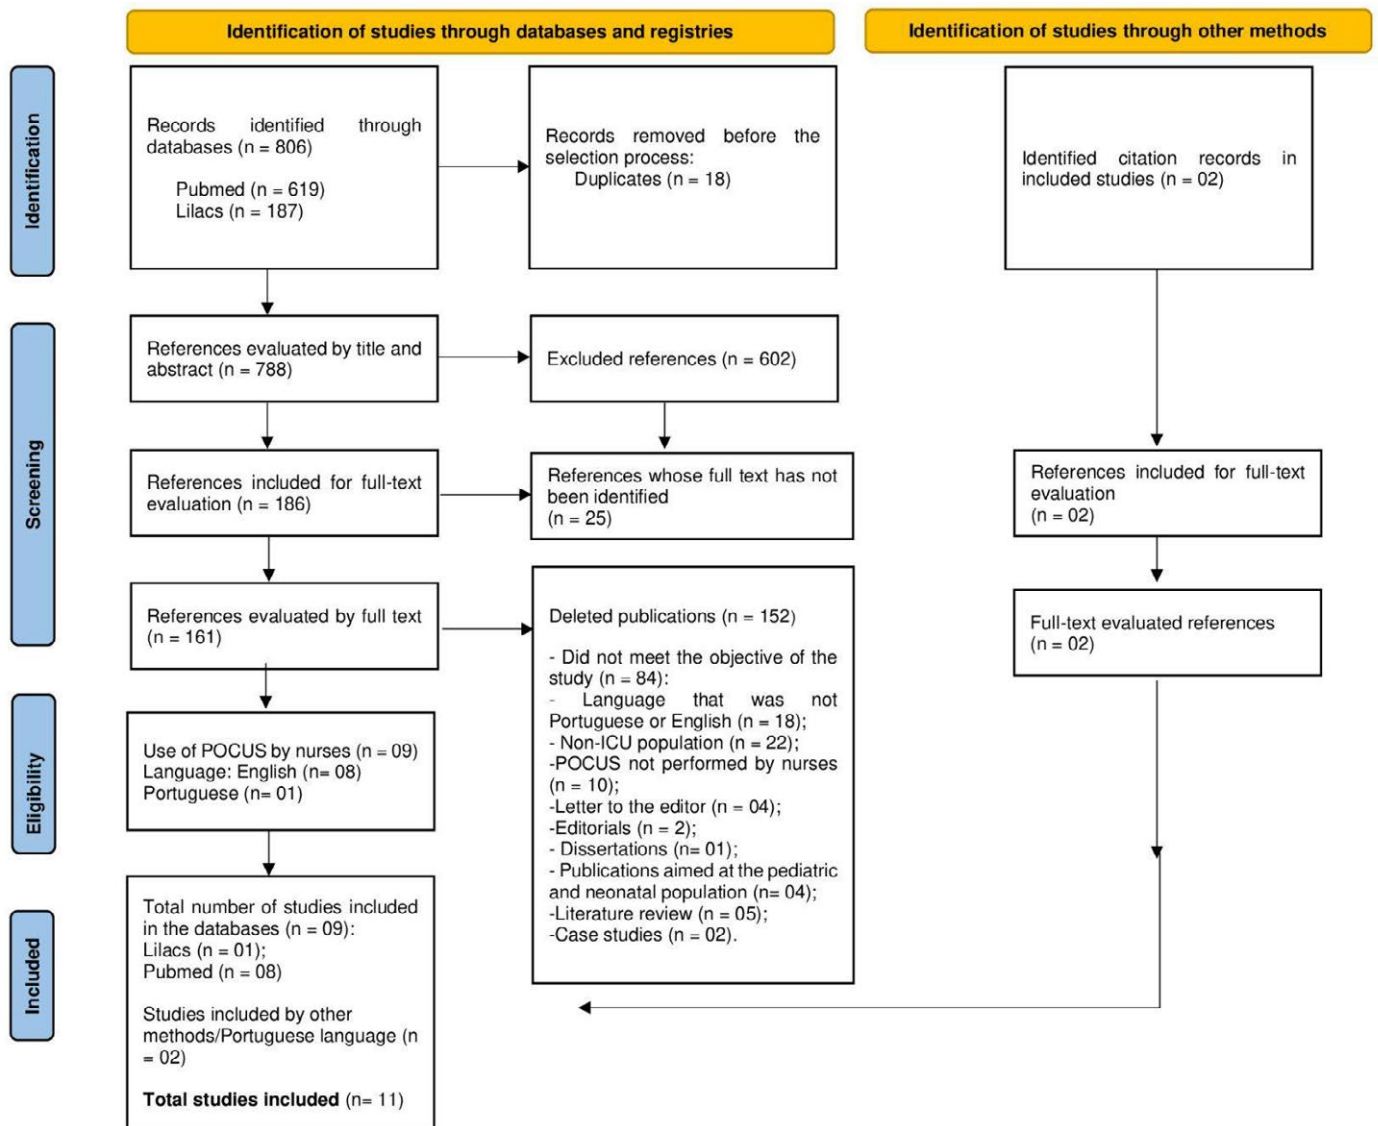 Identification of studies through databases and registries
Identification of studies through other methods
Identification
Records identified through
databases (n = 806)
Pubmed (n = 619)
Lilacs (n = 187)
Records removed before the
selection process:
Duplicates (n = 18)
Identified citation records in
included studies (n = 02)
Screening
References evaluated by title and
abstract (n = 788)
Excluded references (n = 602)
References included for full-text
evaluation (n = 186)
References whose full text has not
been identified
(n = 25)
References included for full-text
evaluation
(n = 02)
References evaluated by full text
(n = 161)
Deleted publications (n = 152)
- Did not meet the objective of the
study (n = 84):
- Language that was not
Portuguese or English (n = 18);
- Non-ICU population (n = 22);
-POCUS not performed by nurses
(n = 10);
-Letter to the editor (n = 04);
-Editorials (n = 2);
- Dissertations (n= 01);
- Publications aimed at the pediatric
and neonatal population (n= 04);
-Literature review (n = 05);
-Case studies (n = 02).
Full-text evaluated references
(n = 02)
Eligibility
Use of POCUS by nurses (n = 09)
Language: English (n= 08)
Portuguese (n= 01)
Included
Total number of studies included
in the databases (n = 09):
Lilacs (n = 01);
Pubmed (n = 08)
Studies included by other
methods/Portuguese language (n
= 02)
Total studies included (n= 11)